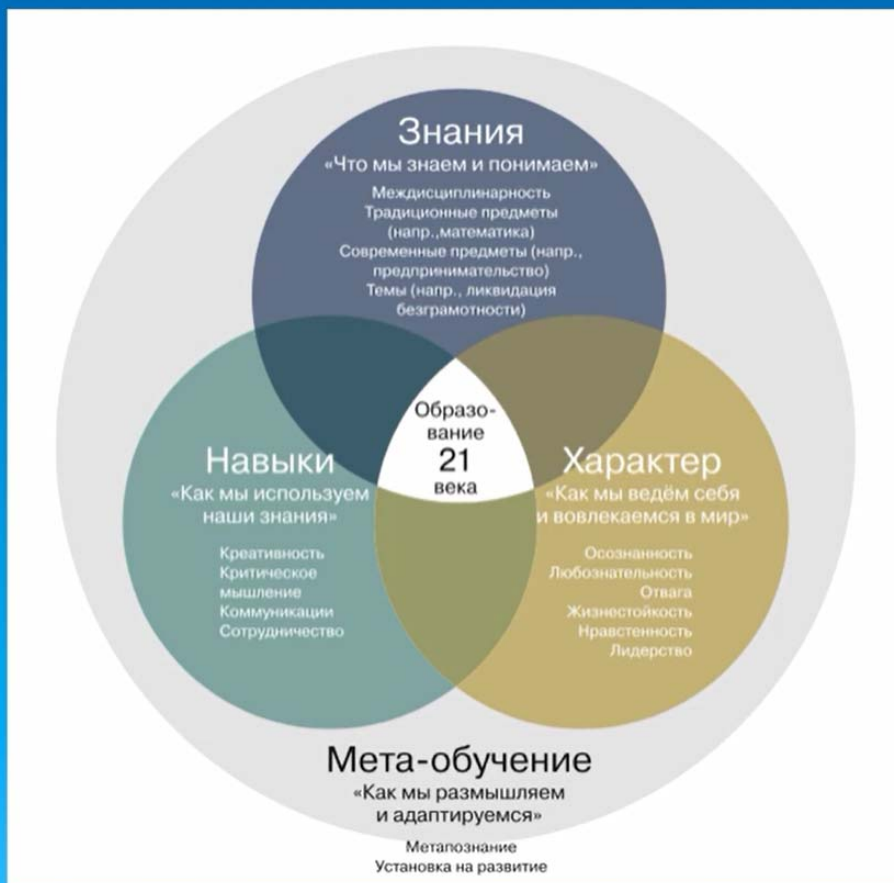 Знания
«Что мы знаем и понимаем»
Междисциплинарность
Традиционные предметы
(напр.,математика)
Современные предметы (напр.,
предпринимательство)
Темы (напр., ликвидация
безграмотности)
Образо-
вание
21
века
Навыки
«Как мы используем
наши знания»
Креативность
Критическое
мышление
Коммуникации
Сотрудничество
Характер
«Как мы ведём себя
и вовлекаемся в мир»
Осознанность
Любознательность
Отвага
Жизнестойкость
Нравстенность
Лидерство
Мета-обучение
«Как мы размышляем
и адаптируемся»
Метапознание
Установка на развитие